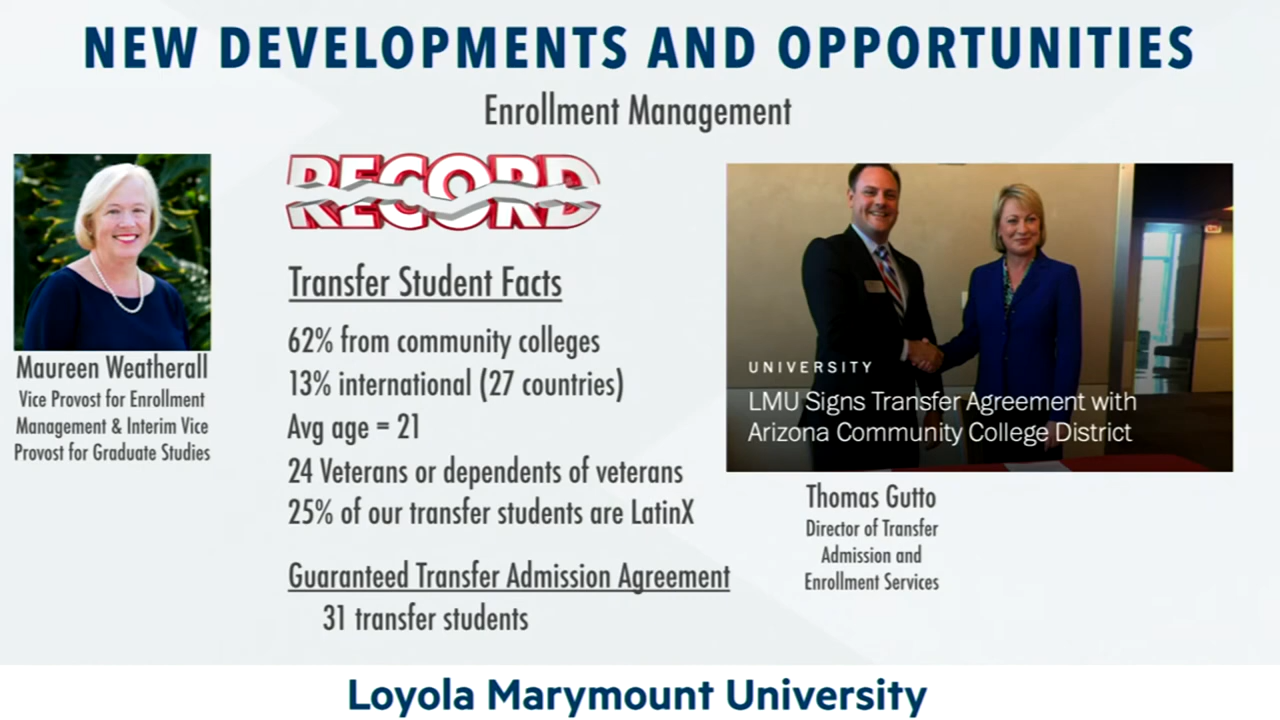 NEW DEVELOPMENTS AND OPPORTUNITIES
Enrollment Management
Maureen Weatherall
Vice Provost for Enrollment
Management & Interim Vice
Provost for Graduate Studies
RECORD
Transfer Student Facts
62% from community colleges
13% international (27 countries)
Avg age = 21
24 Veterans or dependents of veterans
25% of our transfer students are LatinX
Guaranteed Transfer Admission Agreement
31 transfer students
UNIVERSITY
LMU Signs Transfer Agreement with
Arizona Community College District
Thomas Gutto
Director of Transfer
Admission and
Enrollment Services
Loyola Marymount University